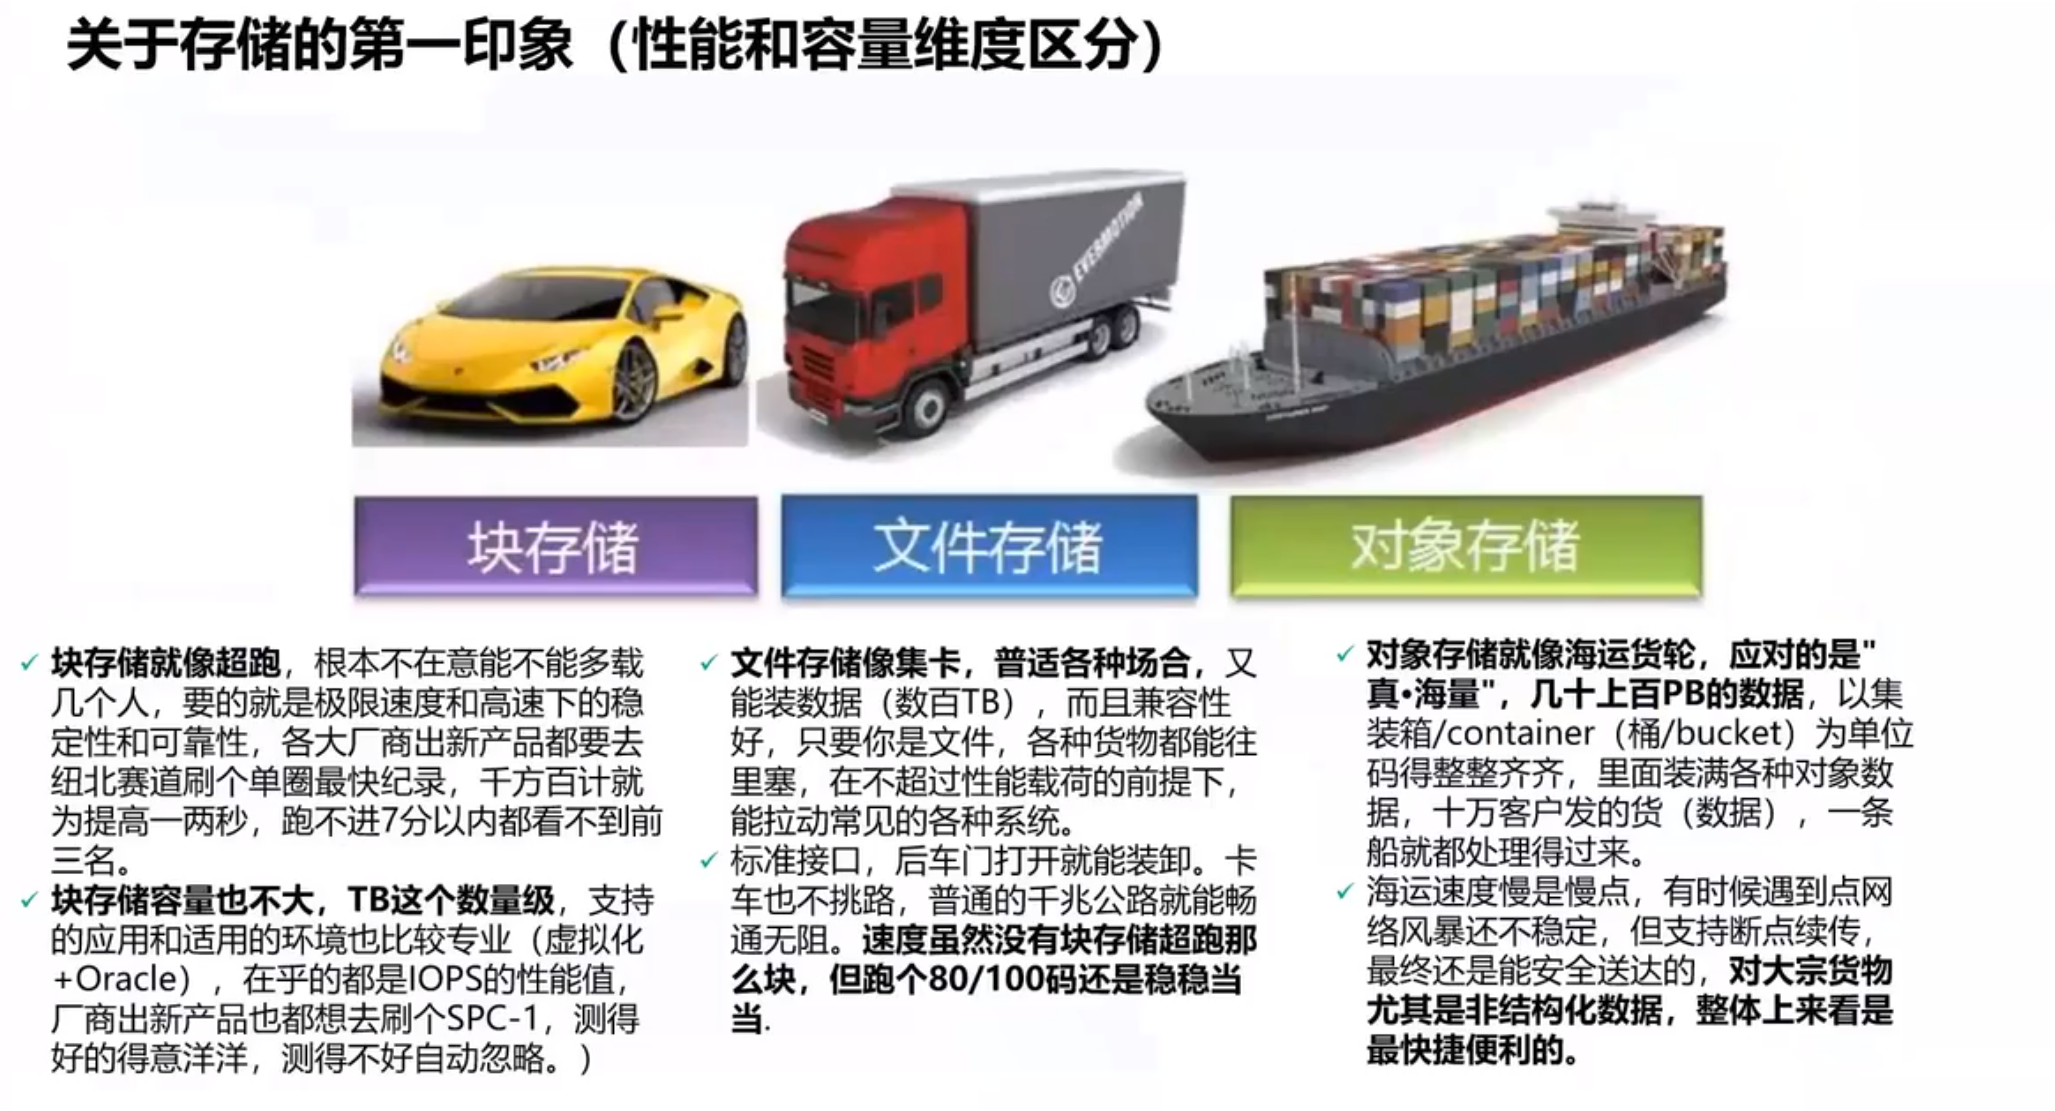 关于存储的第一印象（性能和容量维度区分）
EVERMOTION
块存储
文件存储
对象存储
✓ 块存储就像超跑，根本不在意能不能多载
几个人，要的就是极限速度和高速下的稳
定性和可靠性，各大厂商出新产品都要去
纽北赛道刷个单圈最快纪录，千方百计就
为提高一两秒，跑不进7分以内都看不到前
三名。
✓ 块存储容量也不大，TB这个数量级，支持
的应用和适用的环境也比较专业（虚拟化
+Oracle），在乎的都是IOPS的性能值，
厂商出新产品也都想去刷个SPC-1，测得
好的得意洋洋，测得不好自动忽略。）
✓ 文件存储像集卡，普适各种场合，又
能装数据（数百TB），而且兼容性
好，只要你是文件，各种货物都能往
里塞，在不超过性能载荷的前提下，
能拉动常见的各种系统。
✓ 标准接口，后车门打开就能装卸。卡
车也不挑路，普通的千兆公路就能畅
通无阻。速度虽然没有块存储超跑那
么块，但跑个80/100码还是稳稳当
当.
✓ 对象存储就像海运货轮，应对的是"
真•海量"，几十上百PB的数据，以集
装箱/container（桶/bucket）为单位
码得整整齐齐，里面装满各种对象数
据，十万客户发的货（数据），一条
船就都处理得过来。
✓ 海运速度慢是慢点，有时候遇到点网
络风暴还不稳定，但支持断点续传，
最终还是能安全送达的，对大宗货物
尤其是非结构化数据，整体上来看是
最快捷便利的。